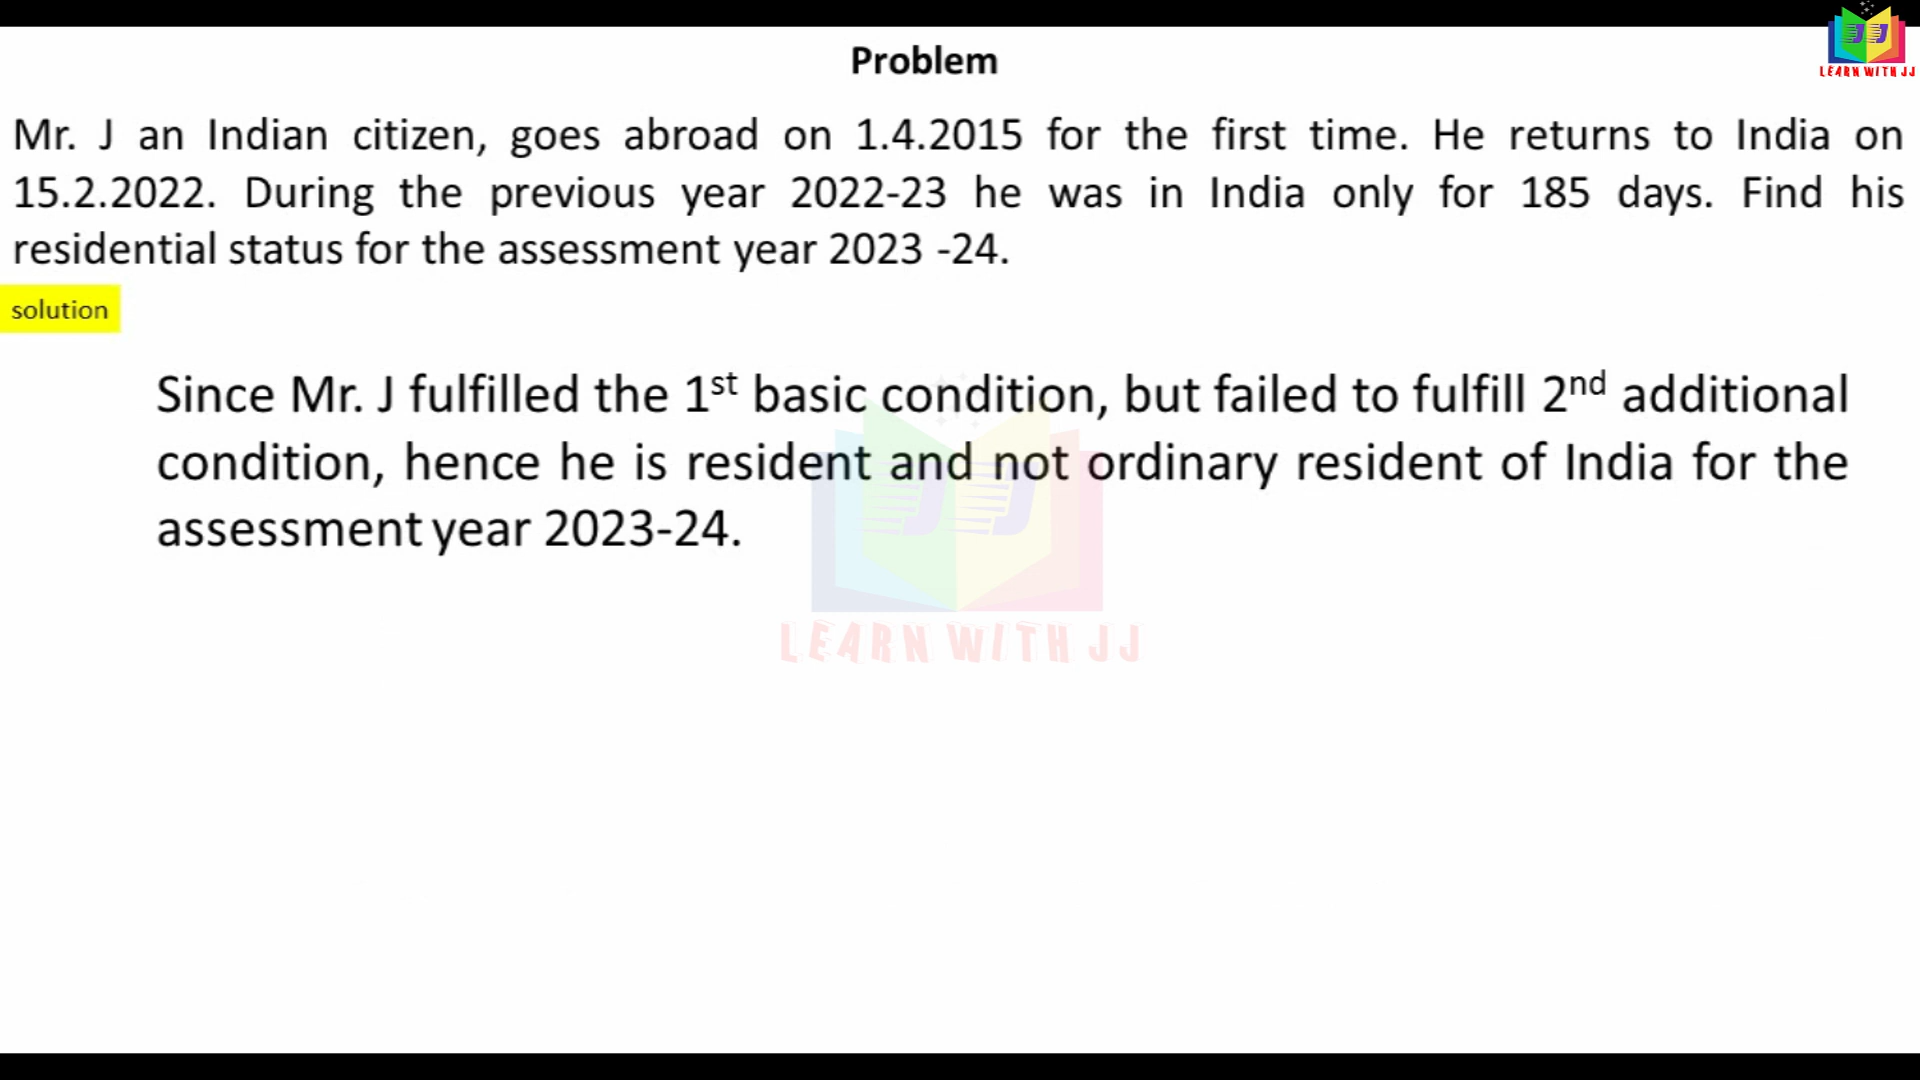 Problem
LEARN WITH JJ
Mr. J an Indian citizen, goes abroad on 1.4.2015 for the first time. He returns to India on
15.2.2022. During the previous year 2022-23 he was in India only for 185 days. Find his
residential status for the assessment year 2023 -24.
solution
Since Mr. J fulfilled the 1st basic condition, but failed to fulfill 2nd additional
condition, hence he is resident and not ordinary resident of India for the
assessment year 2023-24.
LEARN WITH JJ